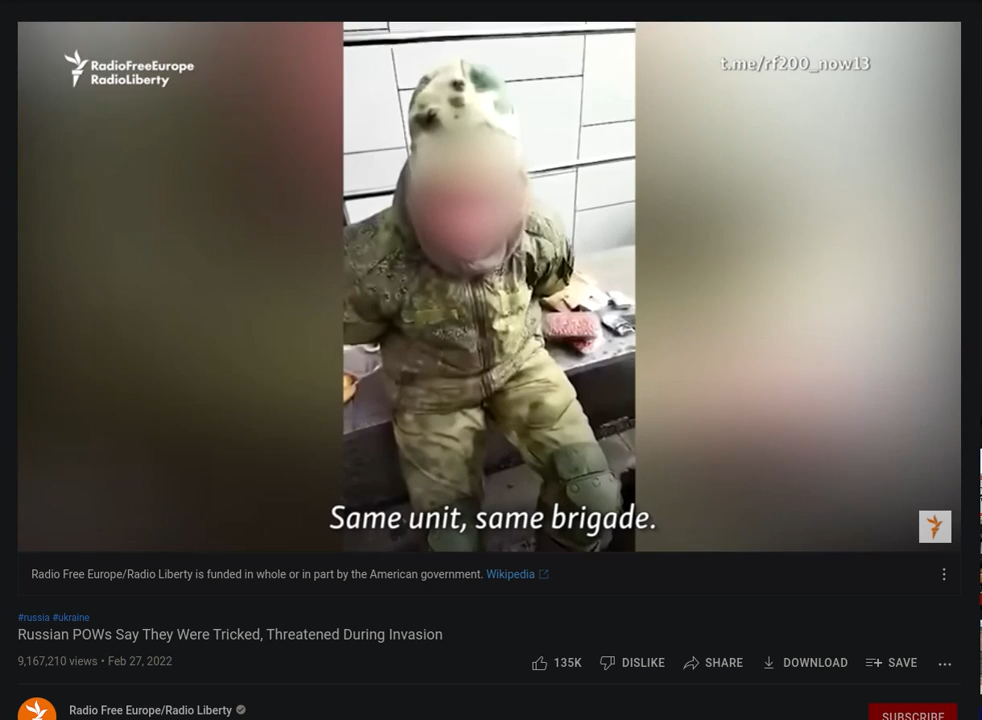 RadioFreeEurope
RadioLiberty
t.me/rf200_now13
Same unit, same brigade.
Radio Free Europe/Radio Liberty is funded in whole or in part by the American government. Wikipedia
#russia #ukraine
Russian POWs Say They Were Tricked, Threatened During Invasion
9,167,210 views • Feb 27, 2022
135K DISLIKE SHARE DOWNLOAD SAVE
Radio Free Europe/Radio Liberty
SUBSCRIBE